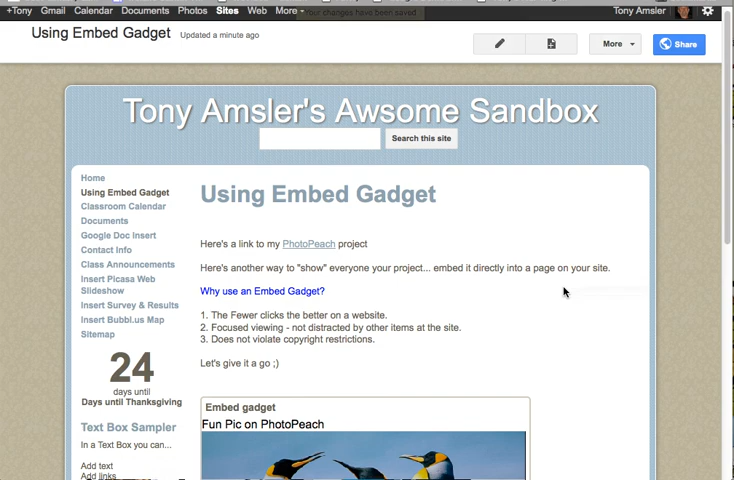 +Tony Gmail Calendar Documents Photos Sites Web More
Your changes have been saved
Tony Amsler
Using Embed Gadget Updated a minute ago
More
Share
Tony Amsler's Awsome Sandbox
Search this site
Home
Using Embed Gadget
Classroom Calendar
Documents
Google Doc Insert
Contact Info
Class Announcements
Insert Picasa Web
Slideshow
Insert Survey & Results
Insert Bubbl.us Map
Sitemap
24
days until
Days until Thanksgiving
Text Box Sampler
In a Text Box you can...
Add text
Add links
Using Embed Gadget
Here's a link to my PhotoPeach project
Here's another way to "show" everyone your project... embed it directly into a page on your site.
Why use an Embed Gadget?
1. The Fewer clicks the better on a website.
2. Focused viewing - not distracted by other items at the site.
3. Does not violate copyright restrictions.
Let's give it a go ;)
Embed gadget
Fun Pic on PhotoPeach